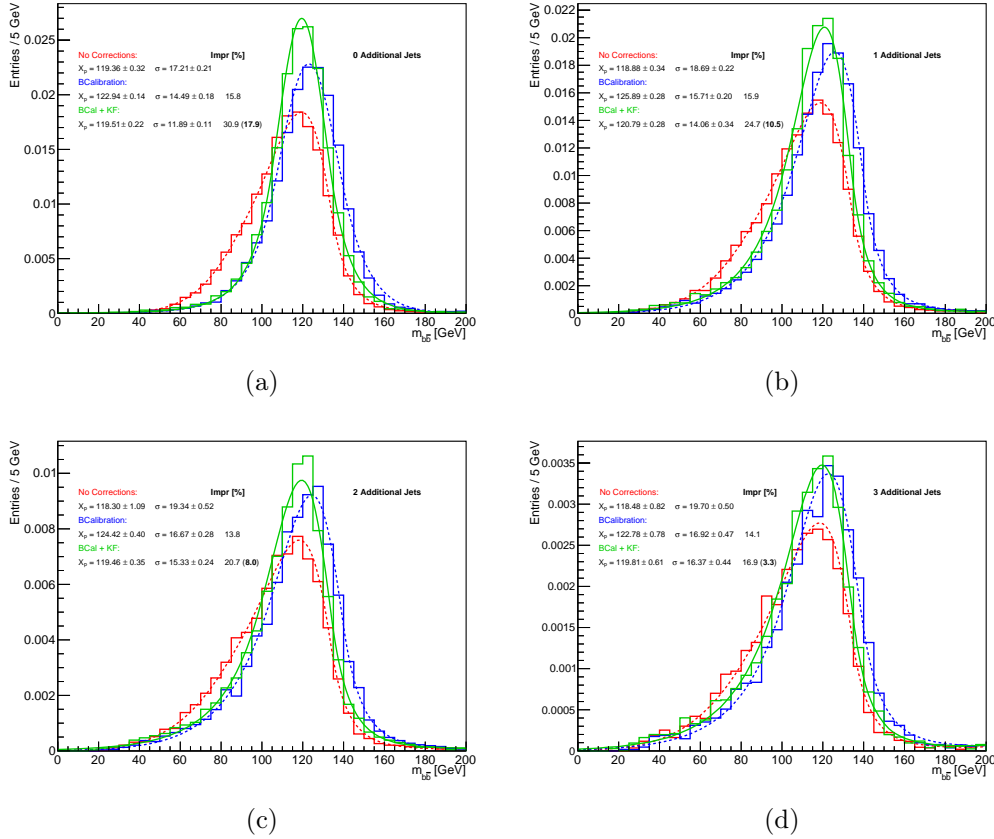 Entries / 5 GeV
0.025
0.02
0.015
0.01
0.005
0
No Corrections: Impr [%] 0 Additional Jets
Xp = 119.36 ± 0.32 σ = 17.21 ± 0.21
BCalibration:
Xp = 122.94 ± 0.14 σ = 14.49 ± 0.18 15.8
BCal + KF:
Xp = 119.51 ± 0.22 σ = 11.89 ± 0.11 30.9 (17.9)
0 20 40 60 80 100 120 140 160 180 200
m_bb̄ [GeV]
(a)
Entries / 5 GeV
0.022
0.02
0.018
0.016
0.014
0.012
0.01
0.008
0.006
0.004
0.002
0
No Corrections: Impr [%] 1 Additional Jets
Xp = 118.88 ± 0.34 σ = 18.69 ± 0.22
BCalibration:
Xp = 125.89 ± 0.28 σ = 15.71 ± 0.20 15.9
BCal + KF:
Xp = 120.79 ± 0.28 σ = 14.06 ± 0.34 24.7 (10.5)
0 20 40 60 80 100 120 140 160 180 200
m_bb̄ [GeV]
(b)
Entries / 5 GeV
0.01
0.008
0.006
0.004
0.002
0
No Corrections: Impr [%] 2 Additional Jets
Xp = 118.30 ± 1.09 σ = 19.34 ± 0.52
BCalibration:
Xp = 124.42 ± 0.40 σ = 16.67 ± 0.28 13.8
BCal + KF:
Xp = 119.46 ± 0.35 σ = 15.33 ± 0.24 20.7 (8.0)
0 20 40 60 80 100 120 140 160 180 200
m_bb̄ [GeV]
(c)
Entries / 5 GeV
0.0035
0.003
0.0025
0.002
0.0015
0.001
0.0005
0
No Corrections: Impr [%] 3 Additional Jets
Xp = 118.48 ± 0.82 σ = 19.70 ± 0.50
BCalibration:
Xp = 122.78 ± 0.78 σ = 16.92 ± 0.47 14.1
BCal + KF:
Xp = 119.81 ± 0.61 σ = 16.37 ± 0.44 16.9 (3.3)
0 20 40 60 80 100 120 140 160 180 200
m_bb̄ [GeV]
(d)